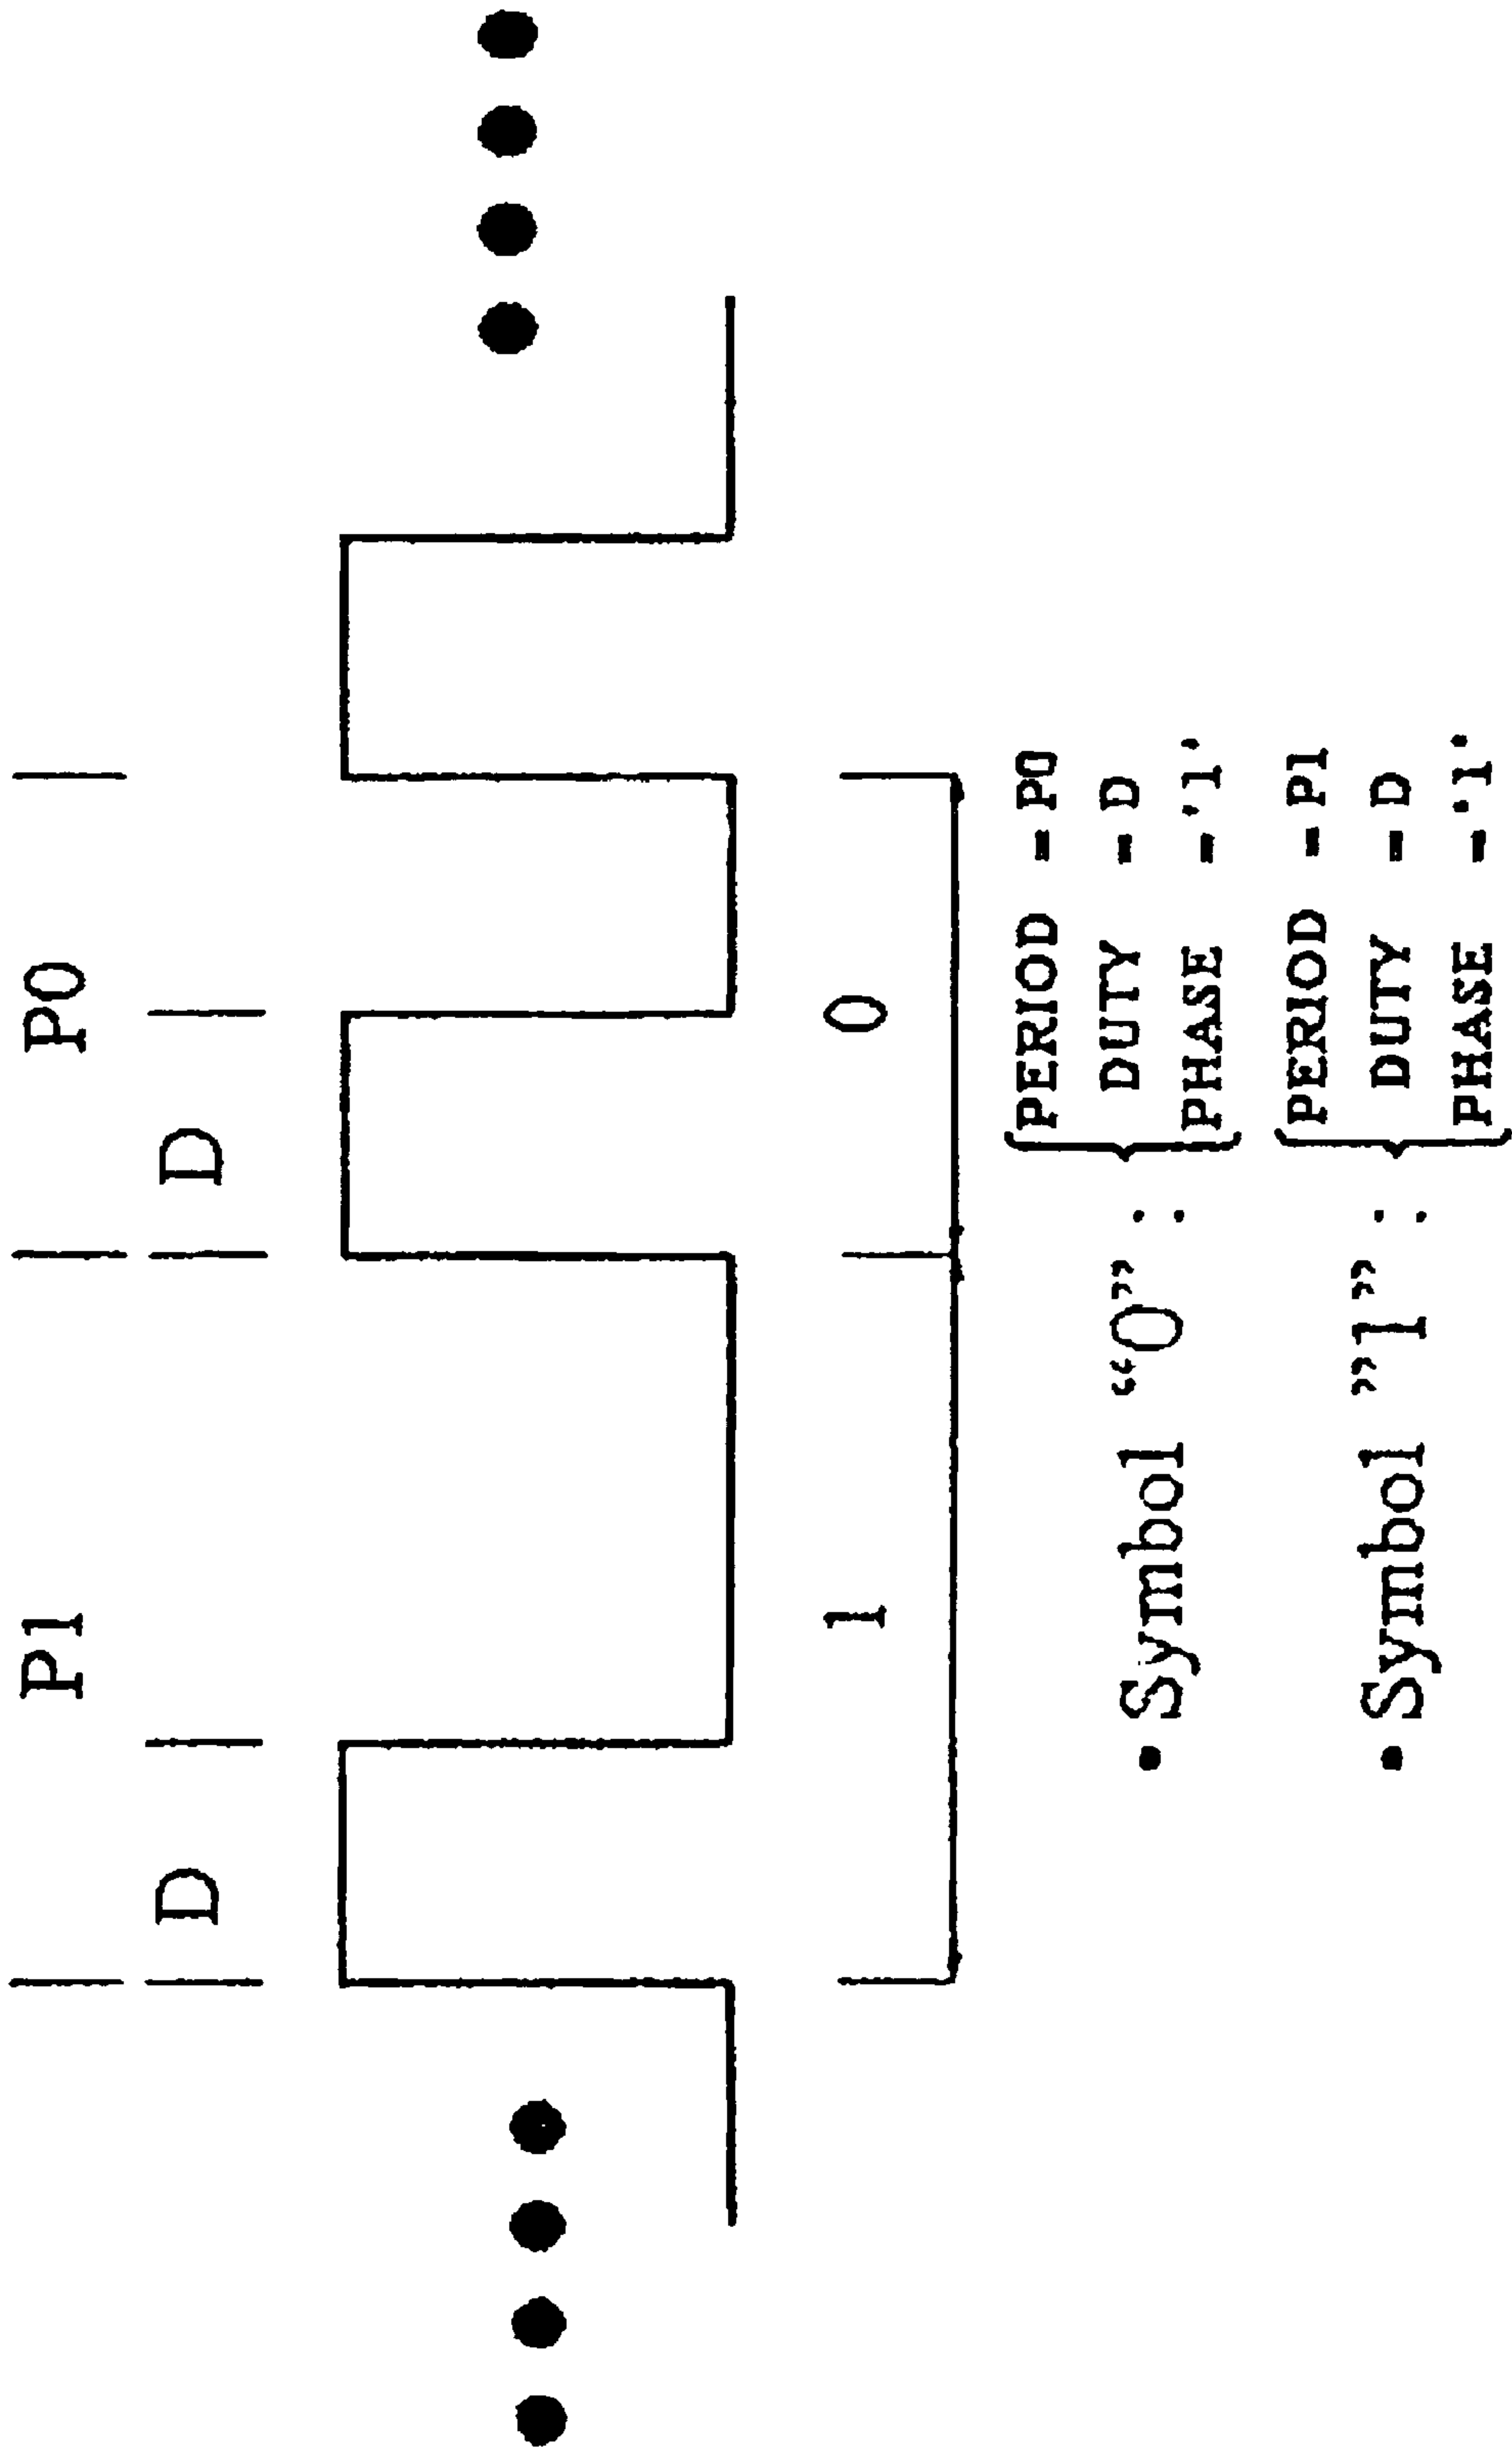 P1 P0
D D
1 0
• Symbol “0” : { PERIOD - P0
DUTY - D
PHASE - '1'
• Symbol ”1” : { PERIOD - P1
DUTY - D
PHASE - '1'